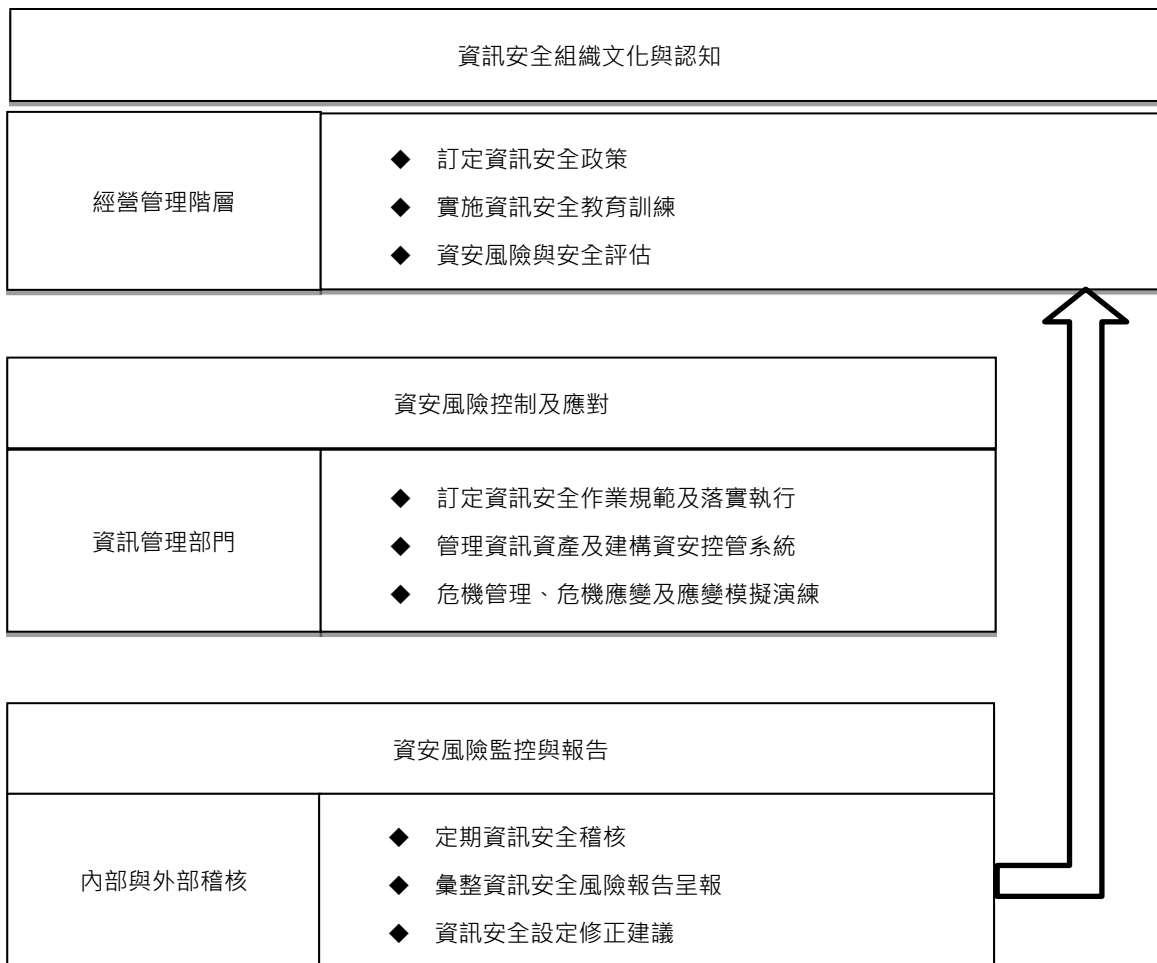 資訊安全組織文化與認知
經營管理階層
◆ 訂定資訊安全政策
◆ 實施資訊安全教育訓練
◆ 資安風險與安全評估
資安風險控制及應對
資訊管理部門
◆ 訂定資訊安全作業規範及落實執行
◆ 管理資訊資產及建構資安控管系統
◆ 危機管理、危機應變及應變模擬演練
資安風險監控與報告
內部與外部稽核
◆ 定期資訊安全稽核
◆ 彙整資訊安全風險報告呈報
◆ 資訊安全設定修正建議